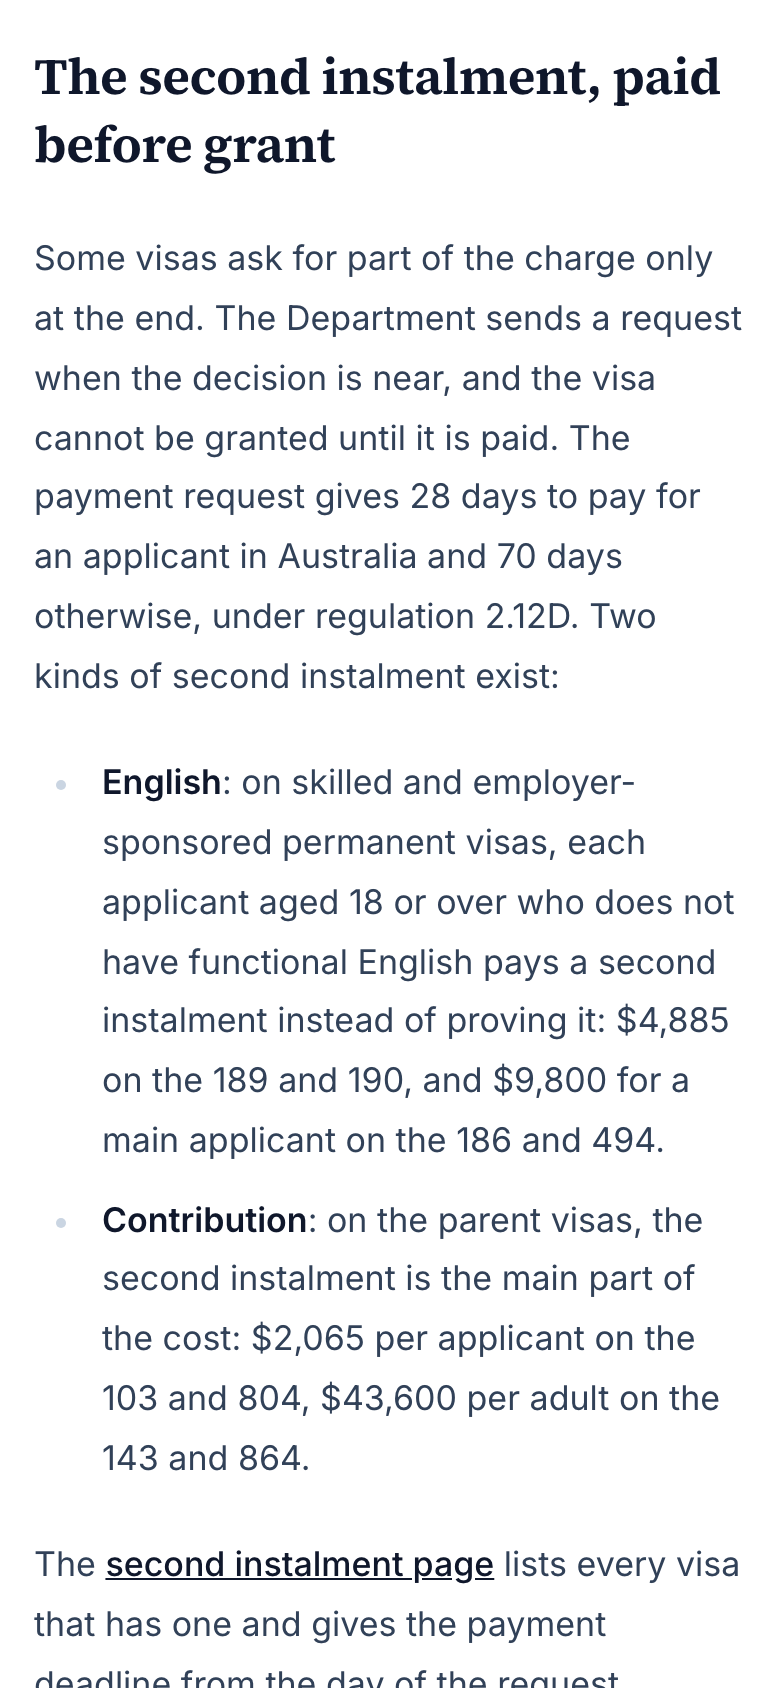 The second instalment, paid
before grant
Some visas ask for part of the charge only
at the end. The Department sends a request
when the decision is near, and the visa
cannot be granted until it is paid. The
payment request gives 28 days to pay for
an applicant in Australia and 70 days
otherwise, under regulation 2.12D. Two
kinds of second instalment exist:
• English: on skilled and employer-
sponsored permanent visas, each
applicant aged 18 or over who does not
have functional English pays a second
instalment instead of proving it: $4,885
on the 189 and 190, and $9,800 for a
main applicant on the 186 and 494.
• Contribution: on the parent visas, the
second instalment is the main part of
the cost: $2,065 per applicant on the
103 and 804, $43,600 per adult on the
143 and 864.
The second instalment page lists every visa
that has one and gives the payment
deadline from the day of the request